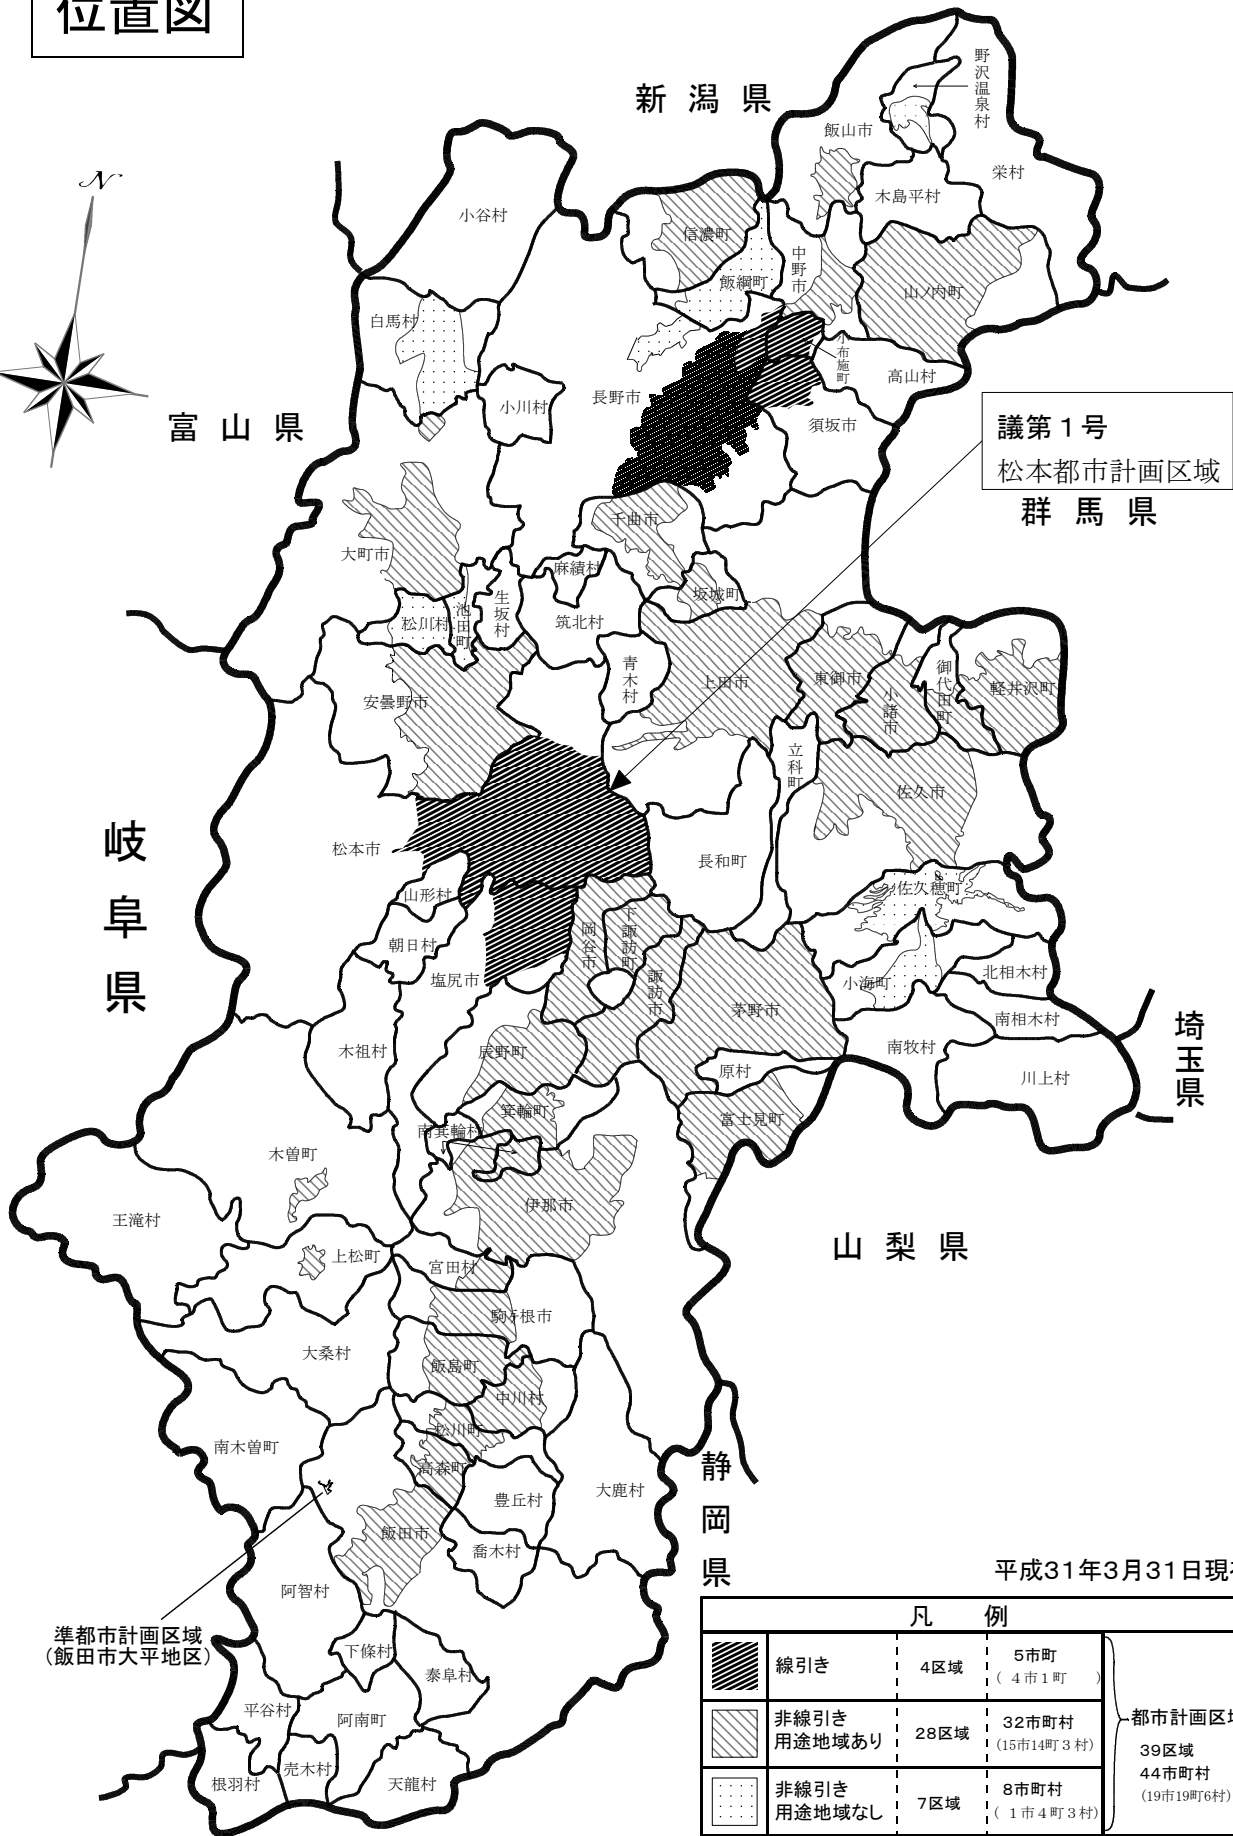 位置図
N
新潟県
富山県
岐阜県
群馬県
埼玉県
山梨県
静岡県
議第1号
松本都市計画区域
野沢温泉村
飯山市
栄村
木島平村
小谷村
信濃町
中野市
飯綱町
山ノ内町
白馬村
小布施町
高山村
長野市
小川村
須坂市
千曲市
大町市
麻績村
坂城町
生坂村
池田町
松川村
筑北村
青木村
上田市
東御市
小諸市
御代田町
軽井沢町
安曇野市
立科町
佐久市
松本市
長和町
山形村
佐久穂町
朝日村
岡谷市
下諏訪町
諏訪市
塩尻市
小海町
北相木村
茅野市
南相木村
木祖村
辰野町
南牧村
原村
川上村
箕輪町
富士見町
南箕輪村
木曽町
伊那市
王滝村
上松町
宮田村
駒ヶ根市
大桑村
飯島町
中川村
松川町
南木曽町
高森町
豊丘村
大鹿村
飯田市
喬木村
阿智村
準都市計画区域
(飯田市大平地区)
下條村
泰阜村
平谷村
阿南町
売木村
根羽村
天龍村
平成31年3月31日現
凡 例
線引き 4区域 5市町
(4市1町)
非線引き
用途地域あり 28区域 32市町村
(15市14町3村)
非線引き
用途地域なし 7区域 8市町村
(1市4町3村)
都市計画区
39区域
44市町村
(19市19町6村)